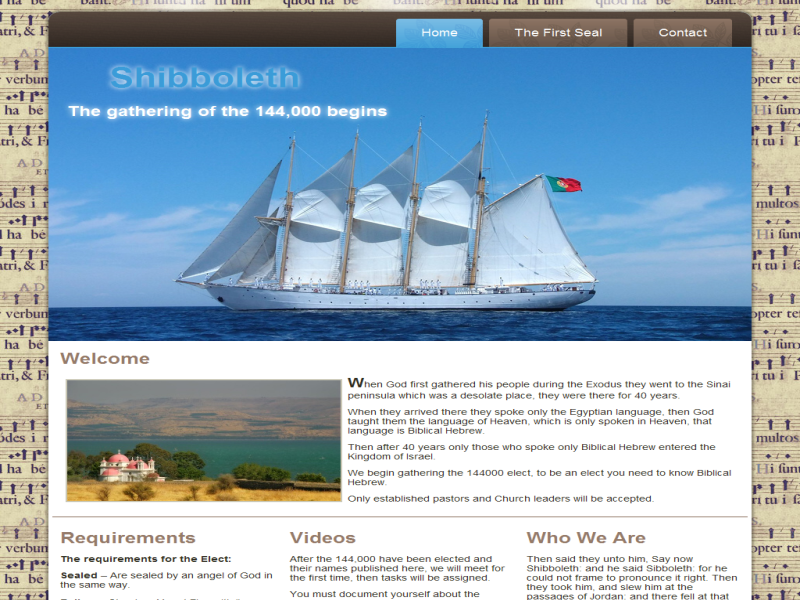 Home
The First Seal
Contact
Shibboleth
The gathering of the 144,000 begins
Welcome
When God first gathered his people during the Exodus they went to the Sinai
peninsula which was a desolate place, they were there for 40 years.
When they arrived there they spoke only the Egyptian language, then God
taught them the language of Heaven, which is only spoken in Heaven, that
language is Biblical Hebrew.
Then after 40 years only those who spoke only Biblical Hebrew entered the
Kingdom of Israel.
We begin gathering the 144000 elect, to be an elect you need to know Biblical
Hebrew.
Only established pastors and Church leaders will be accepted.
Requirements
The requirements for the Elect:
Sealed – Are sealed by an angel of God in
the same way.
Videos
After the 144,000 have been elected and
their names published here, we will meet for
the first time, then tasks will be assigned.
You must document yourself about the
Who We Are
Then said they unto him, Say now
Shibboleth: and he said Sibboleth: for he
could not frame to pronounce it right. Then
they took him, and slew him at the
passages of Jordan: and there fell at that